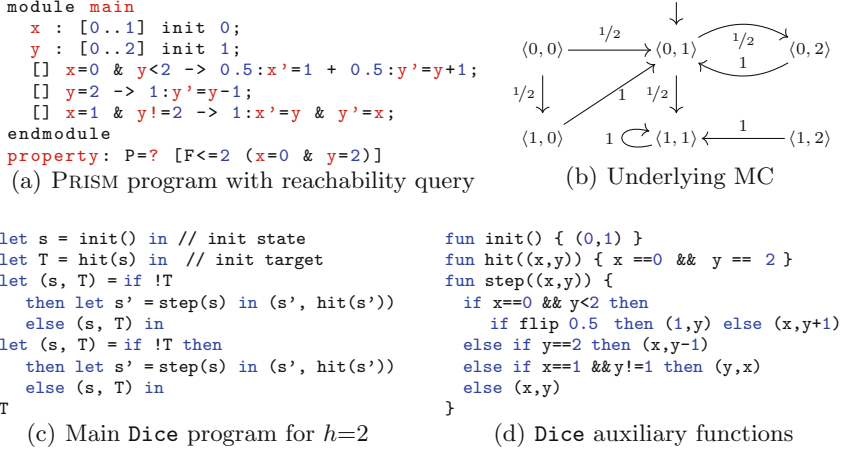 module main
x : [0..1] init 0;
y : [0..2] init 1;
[] x=0 & y<2 -> 0.5:x'=1 + 0.5:y'=y+1;
[] y=2 -> 1:y'=y-1;
[] x=1 & y!=2 -> 1:x'=y & y'=x;
endmodule
property: P=? [F<=2 (x=0 & y=2)]
(a) PRISM program with reachability query
⟨0, 0⟩ 1/2 ⟨0, 1⟩ 1/2 ⟨0, 2⟩
1
1/2 1 1/2
⟨1, 0⟩ 1 ⟨1, 1⟩ 1 ⟨1, 2⟩
(b) Underlying MC
let s = init() in // init state
let T = hit(s) in // init target
let (s, T) = if !T
then let s' = step(s) in (s', hit(s'))
else (s, T) in
let (s, T) = if !T then
then let s' = step(s) in (s', hit(s'))
else (s, T) in
T
(c) Main Dice program for h=2
fun init() { (0,1) }
fun hit((x,y)) { x ==0 && y == 2 }
fun step((x,y)) {
if x==0 && y<2 then
if flip 0.5 then (1,y) else (x,y+1)
else if y==2 then (x,y-1)
else if x==1 &&y!=1 then (y,x)
else (x,y)
}
(d) Dice auxiliary functions